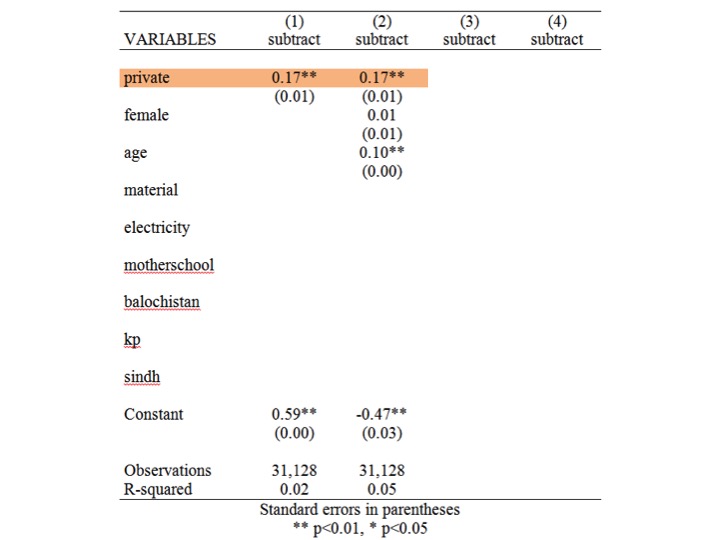 (1) (2) (3) (4)
VARIABLES subtract subtract subtract subtract
private 0.17** 0.17**
(0.01) (0.01)
female 0.01
(0.01)
age 0.10**
(0.00)
material
electricity
motherschool
balochistan
kp
sindh
Constant 0.59** -0.47**
(0.00) (0.03)
Observations 31,128 31,128
R-squared 0.02 0.05
Standard errors in parentheses
** p<0.01, * p<0.05